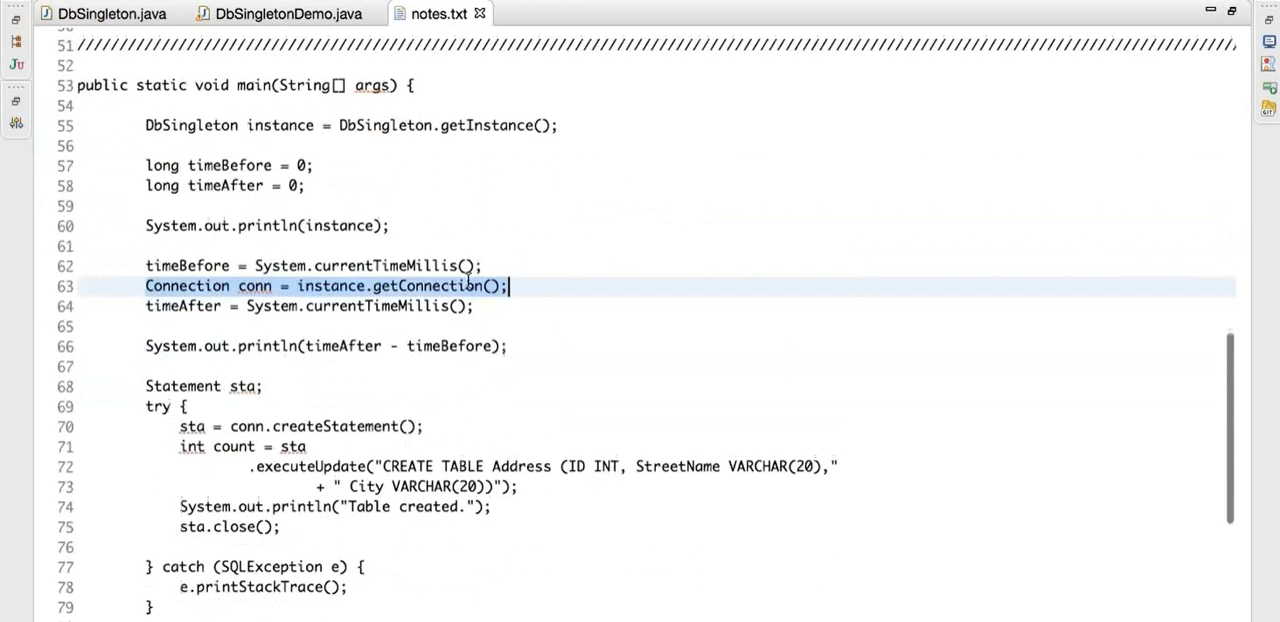 DbSingleton.java DbSingletonDemo.java notes.txt
51 ////////////////////////////////////////////////////////////////////////////////////////////////////////////////////////////////////////
52
53 public static void main(String[] args) {
54
55 DbSingleton instance = DbSingleton.getInstance();
56
57 long timeBefore = 0;
58 long timeAfter = 0;
59
60 System.out.println(instance);
61
62 timeBefore = System.currentTimeMillis();
63 Connection conn = instance.getConnection();
64 timeAfter = System.currentTimeMillis();
65
66 System.out.println(timeAfter - timeBefore);
67
68 Statement sta;
69 try {
70 sta = conn.createStatement();
71 int count = sta
72 .executeUpdate("CREATE TABLE Address (ID INT, StreetName VARCHAR(20),"
73 + " City VARCHAR(20))");
74 System.out.println("Table created.");
75 sta.close();
76
77 } catch (SQLException e) {
78 e.printStackTrace();
79 }